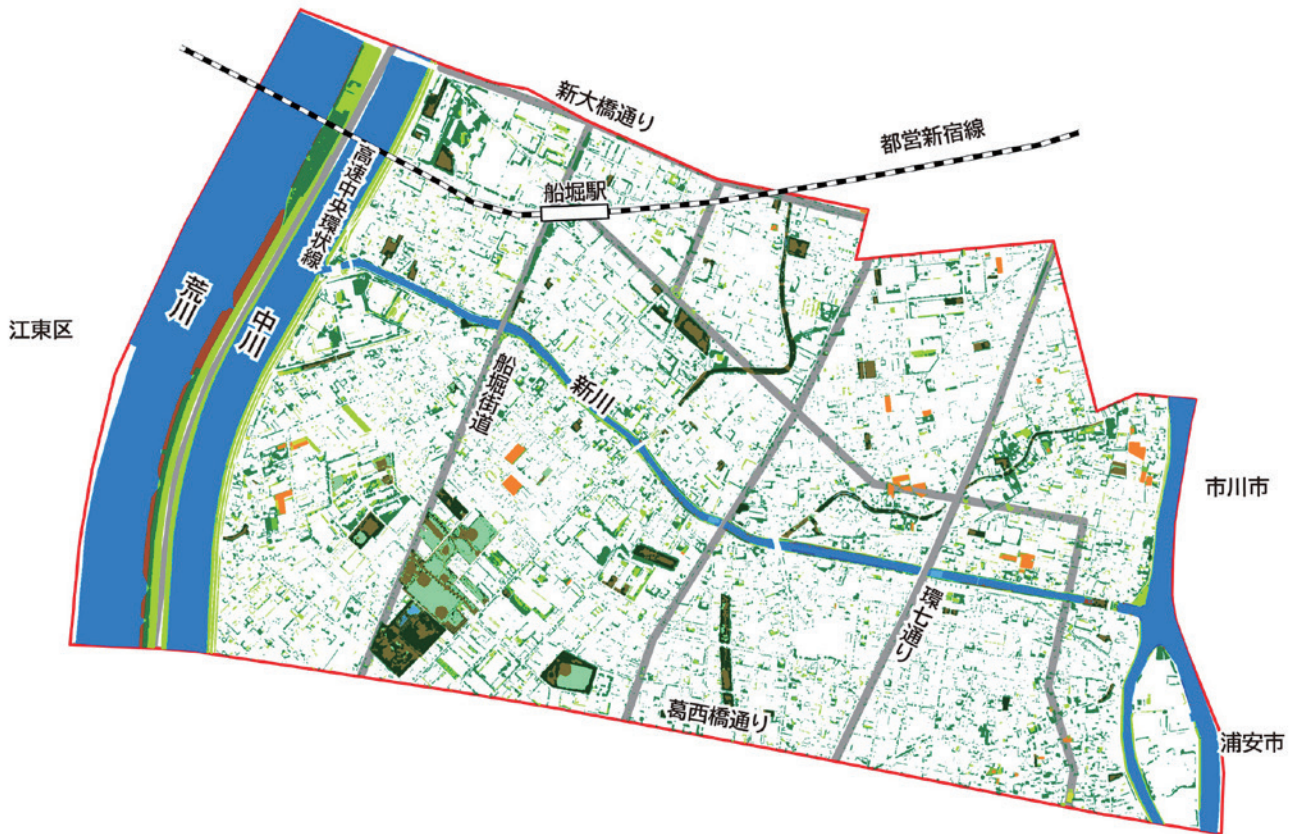 新大橋通り
都営新宿線
船堀駅
高速中央環状線
荒川
中川
江東区
船堀街道
新川
市川市
環七通り
葛西橋通り
浦安市